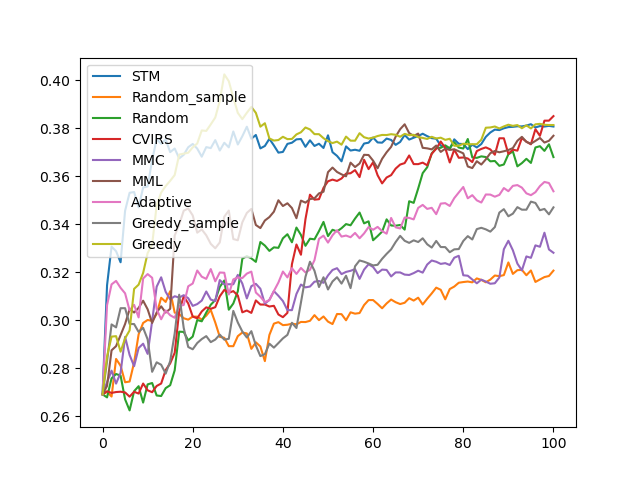 0.40
0.38
0.36
0.34
0.32
0.30
0.28
0.26
STM
Random_sample
Random
CVIRS
MMC
MML
Adaptive
Greedy_sample
Greedy
0
20
40
60
80
100